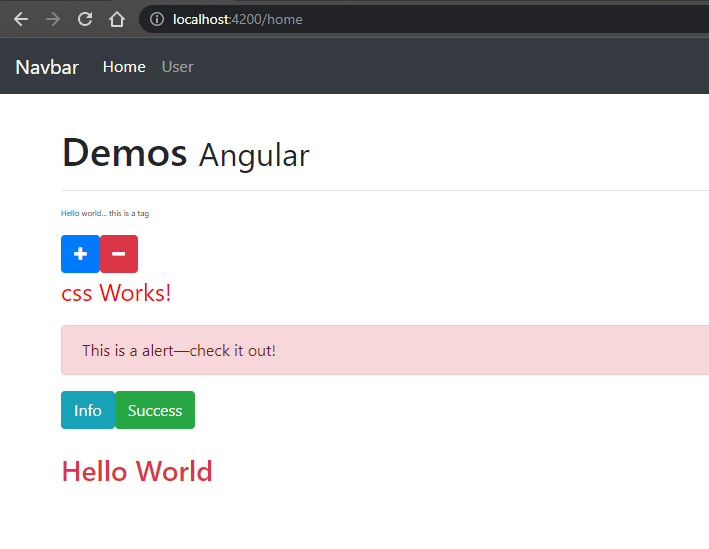 localhost:4200/home
Navbar Home User
Demos Angular
Hello world... this is a tag
css Works!
This is a alert—check it out!
Info Success
Hello World